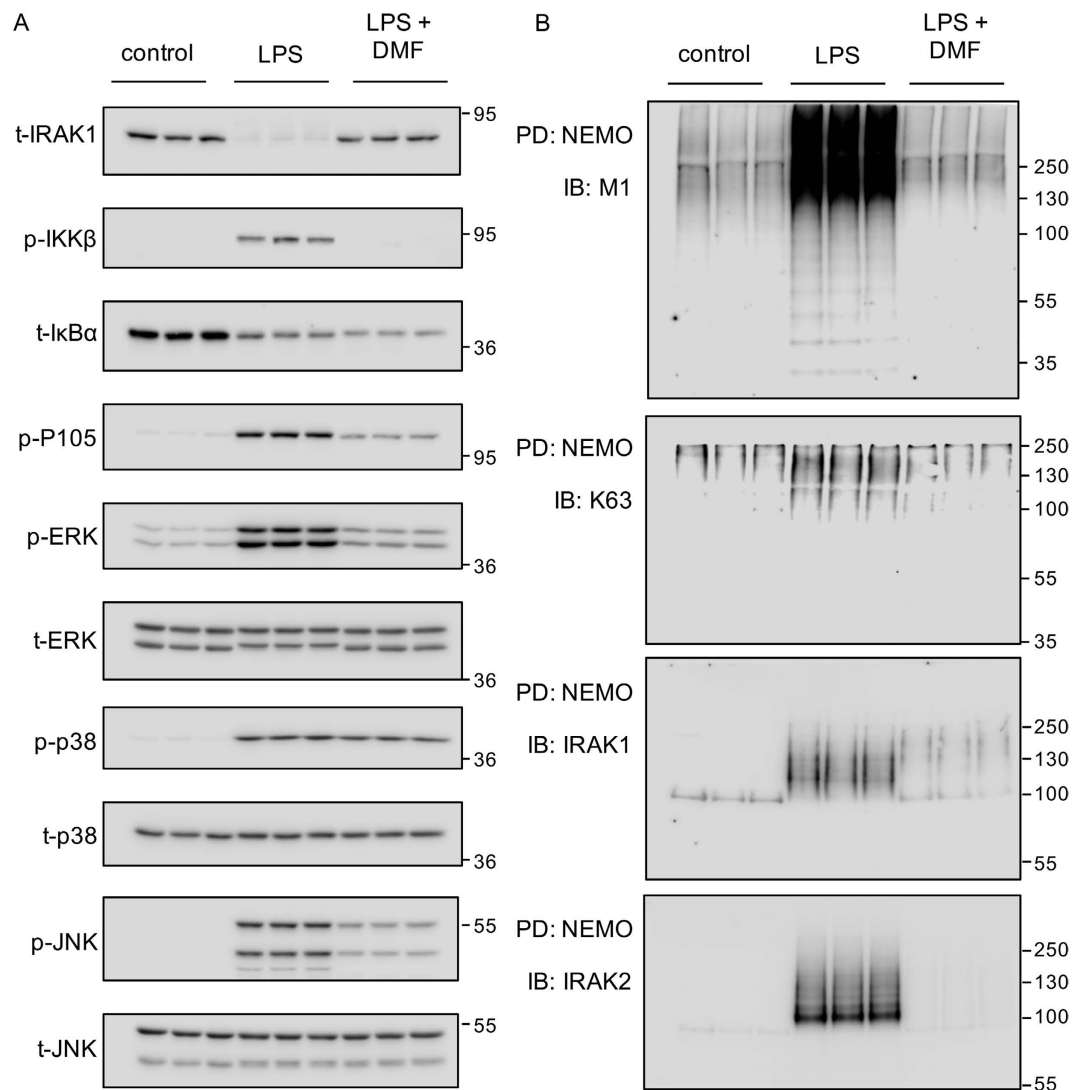 A
control
LPS
LPS +
DMF
t-IRAK1
95
p-IKKβ
95
t-IκBα
36
p-P105
95
p-ERK
36
t-ERK
36
p-p38
36
t-p38
36
p-JNK
55
t-JNK
55
B
control
LPS
LPS +
DMF
PD: NEMO
IB: M1
250
130
100
55
35
PD: NEMO
IB: K63
250
130
100
55
35
PD: NEMO
IB: IRAK1
250
130
100
55
PD: NEMO
IB: IRAK2
250
130
100
55